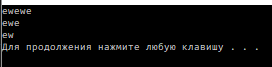 ewewe
ewe
ew
Для продолжения нажмите любую клавишу . . .